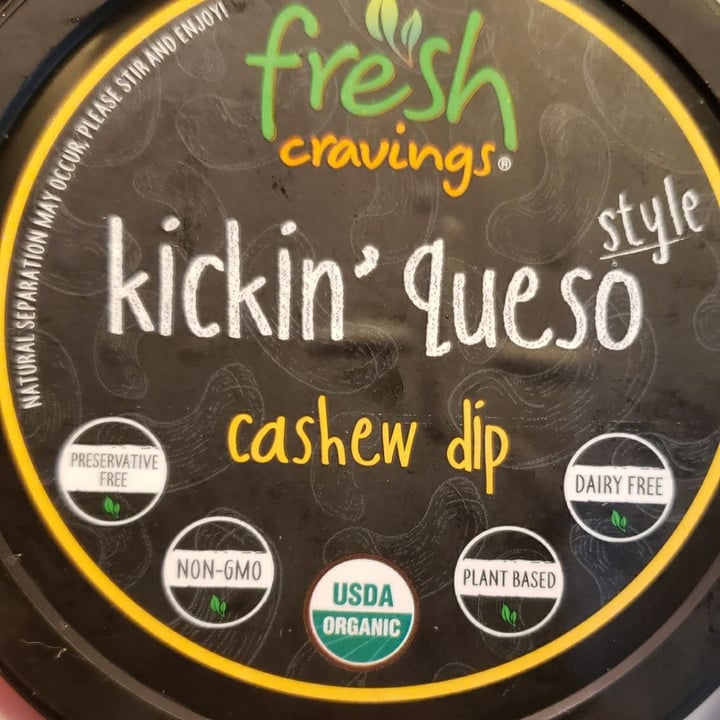 NATURAL SEPARATION MAY OCCUR, PLEASE STIR AND ENJOY!
fresh
cravings®
kickin' queso
style
cashew dip
PRESERVATIVE
FREE
NON-GMO
USDA
ORGANIC
PLANT BASED
DAIRY FREE